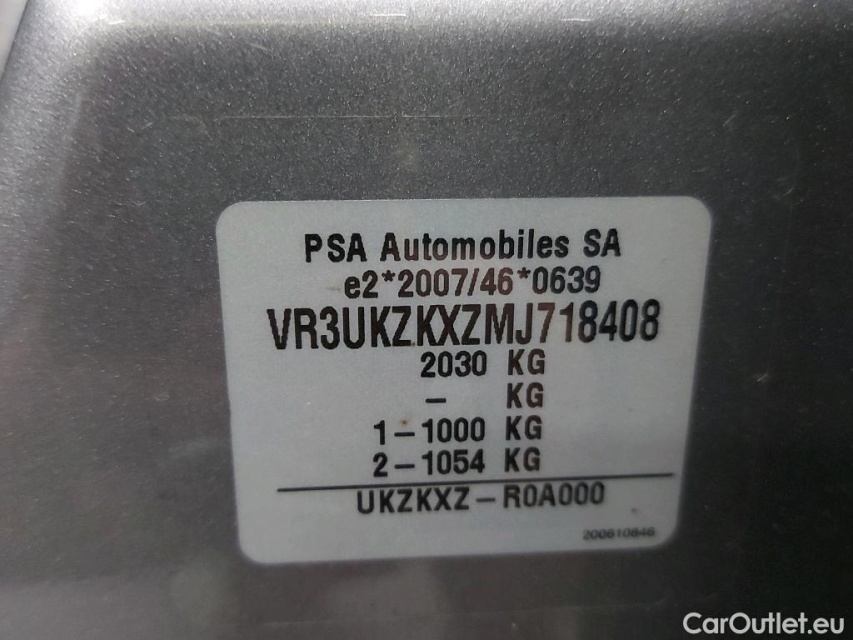 PSA Automobiles SA
e2*2007/46*0639
VR3UKZKXZMJ718408
2030 KG
– KG
1–1000 KG
2–1054 KG
UKZKXZ–R0A000
200610846
CarOutlet.eu